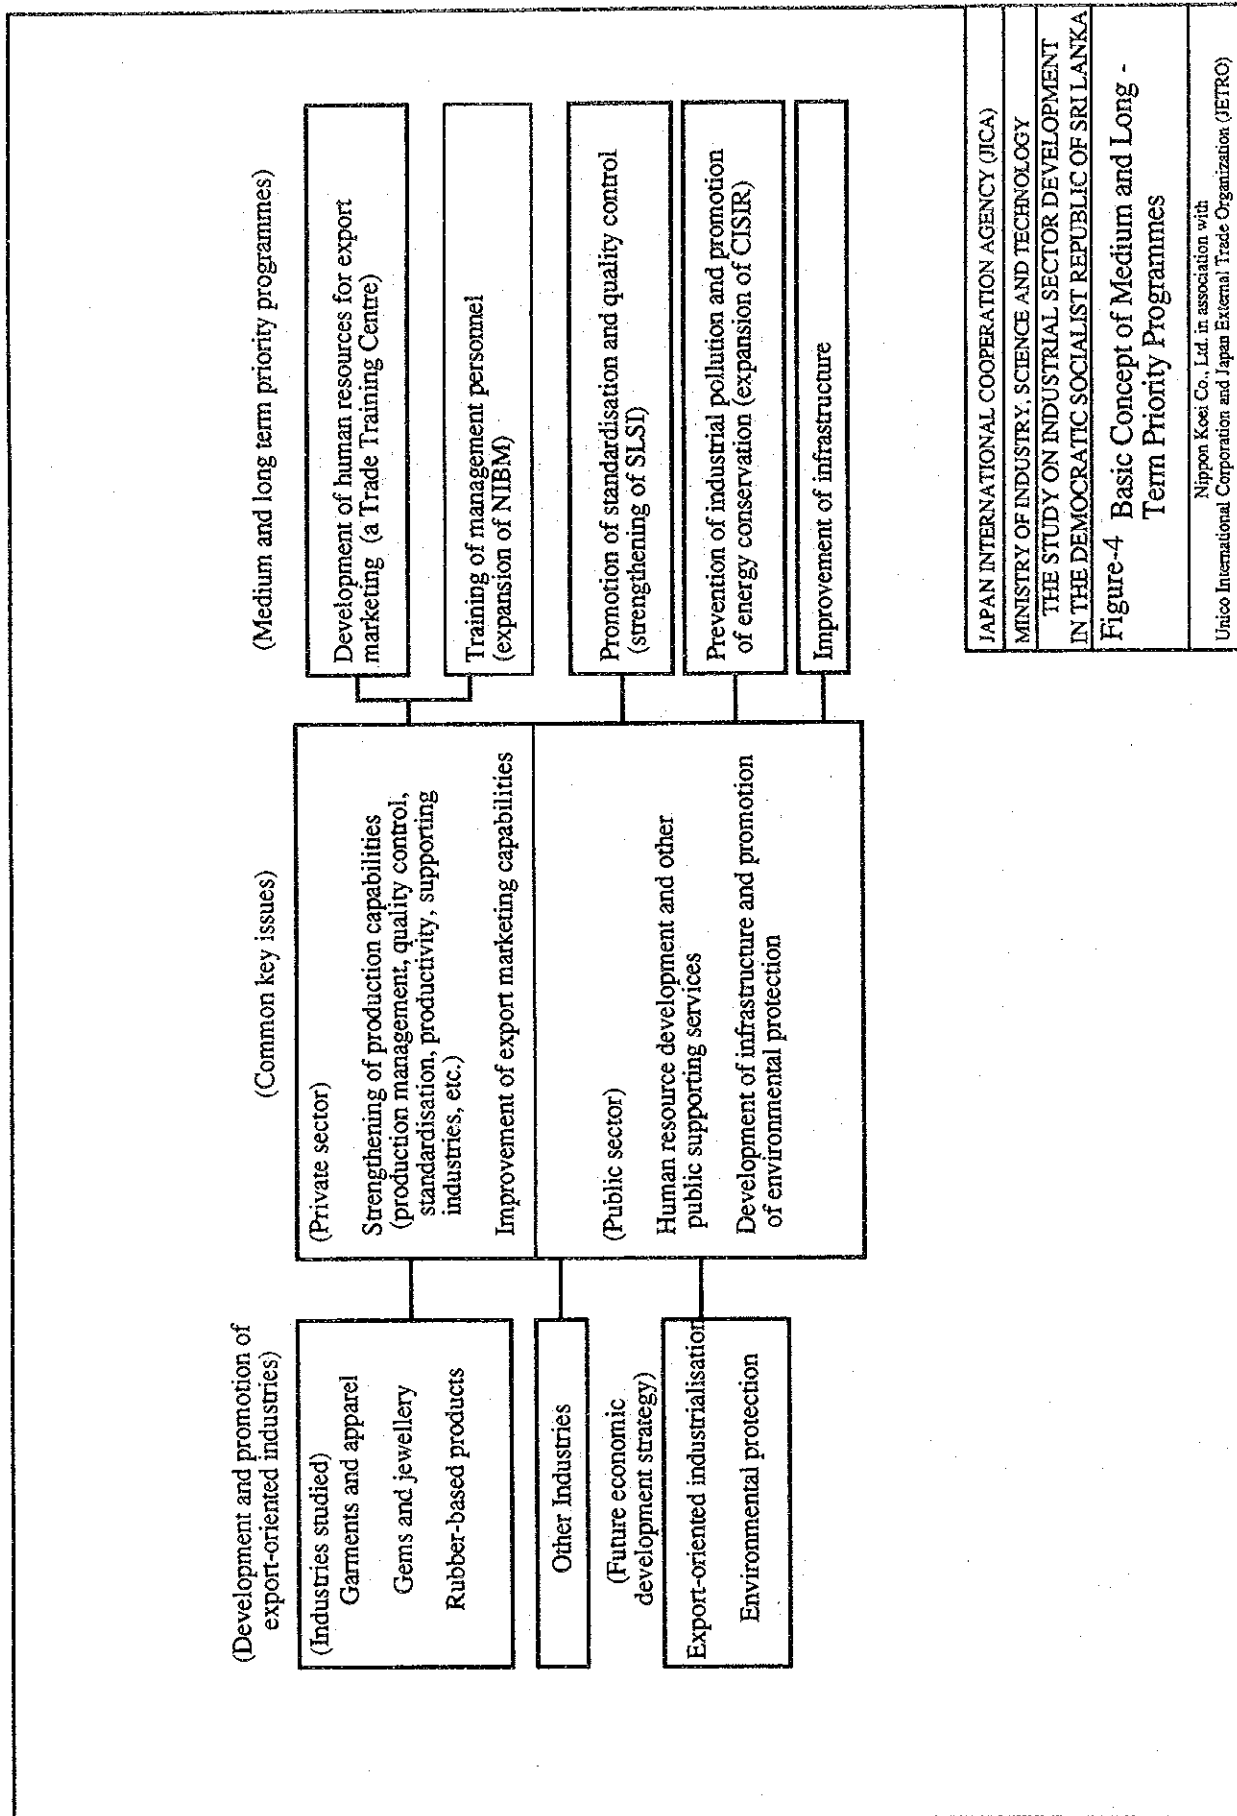 (Development and promotion of
export-oriented industries)
(Industries studied)
Garments and apparel
Gems and jewellery
Rubber-based products
Other Industries
(Future economic
development strategy)
Export-oriented industrialisation
Environmental protection
(Common key issues)
(Private sector)
Strengthening of production capabilities
(production management, quality control,
standardisation, productivity, supporting
industries, etc.)
Improvement of export marketing capabilities
(Public sector)
Human resource development and other
public supporting services
Development of infrastructure and promotion
of environmental protection
(Medium and long term priority programmes)
Development of human resources for export
marketing (a Trade Training Centre)
Training of management personnel
(expansion of NIBM)
Promotion of standardisation and quality control
(strengthening of SLSI)
Prevention of industrial pollution and promotion
of energy conservation (expansion of CISIR)
Improvement of infrastructure
JAPAN INTERNATIONAL COOPERATION AGENCY (JICA)
MINISTRY OF INDUSTRY, SCIENCE AND TECHNOLOGY
THE STUDY ON INDUSTRIAL SECTOR DEVELOPMENT
IN THE DEMOCRATIC SOCIALIST REPUBLIC OF SRI LANKA
Figure-4 Basic Concept of Medium and Long -
Term Priority Programmes
Nippon Koei Co., Ltd. in association with
Unico International Corporation and Japan External Trade Organization (JETRO)